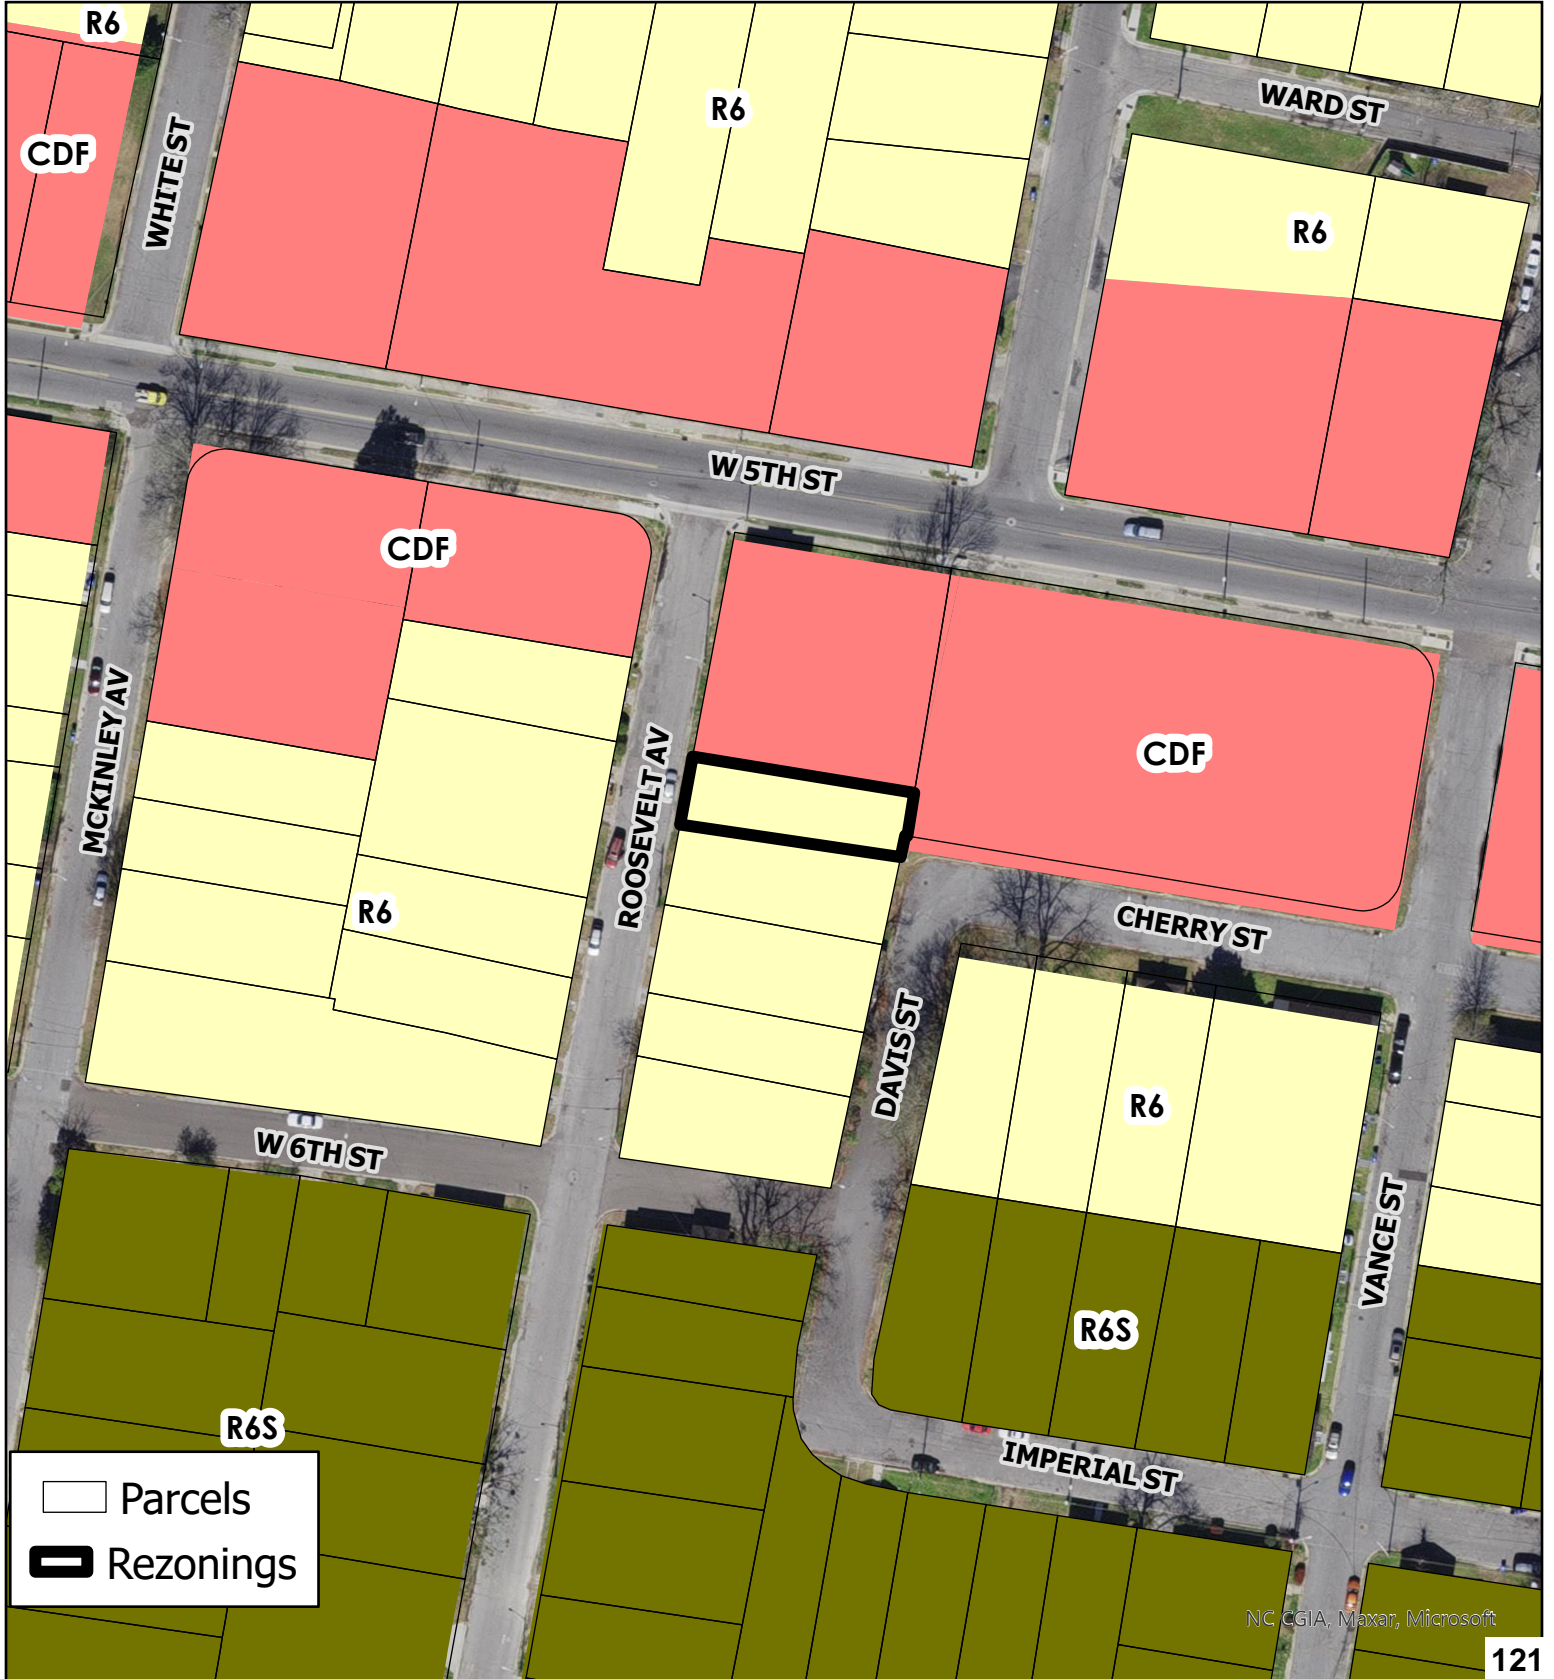 R6
WARD ST
R6
CDF
WHITE ST
R6
W 5TH ST
CDF
CDF
MCKINLEY AV
ROOSEVELT AV
R6
CHERRY ST
DAVIS ST
R6
W 6TH ST
VANCE ST
R6S
R6S
IMPERIAL ST
Parcels
Rezonings
NC CGIA, Maxar, Microsoft
121